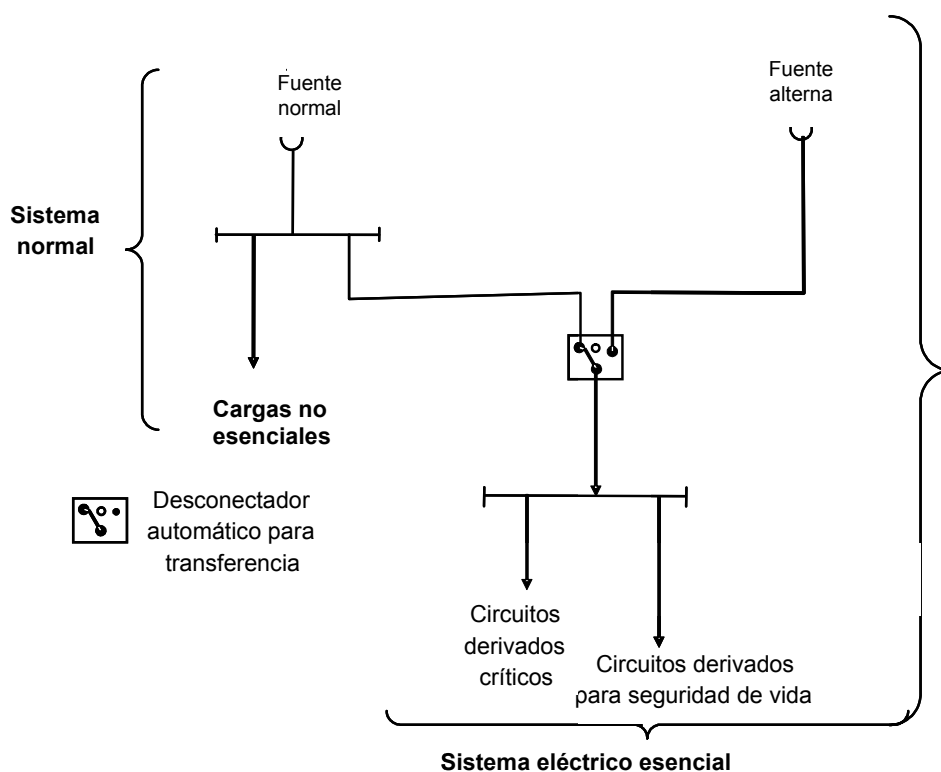 Fuente
normal
Fuente
alterna
Sistema
normal
Cargas no
esenciales
Desconectador
automático para
transferencia
Circuitos
derivados
críticos
Circuitos derivados
para seguridad de vida
Sistema eléctrico esencial